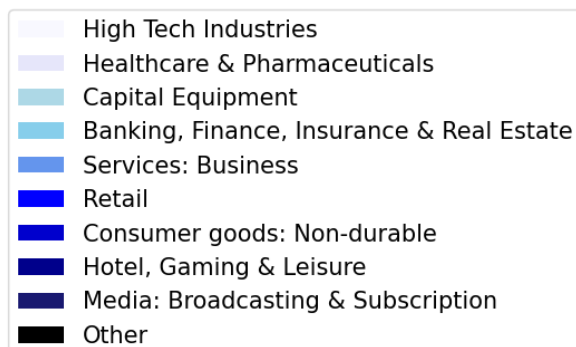 High Tech Industries
Healthcare & Pharmaceuticals
Capital Equipment
Banking, Finance, Insurance & Real Estate
Services: Business
Retail
Consumer goods: Non-durable
Hotel, Gaming & Leisure
Media: Broadcasting & Subscription
Other